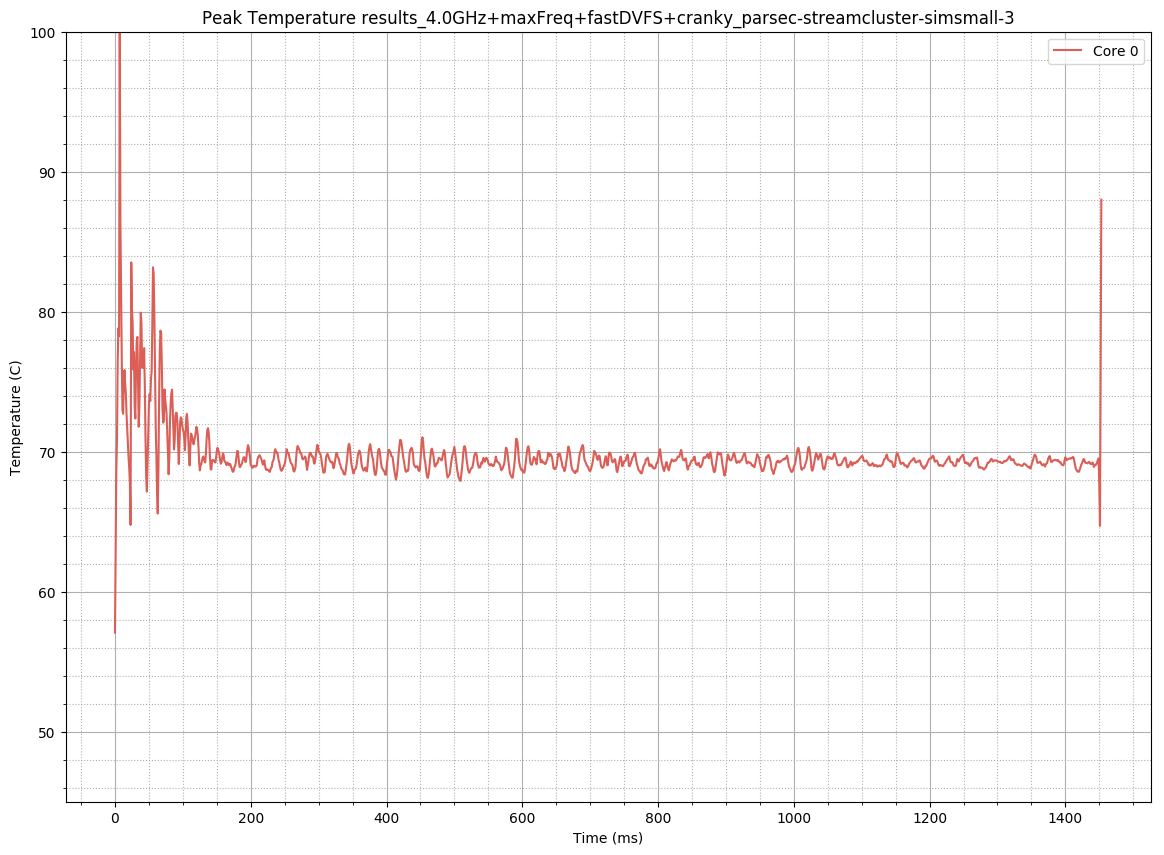 Peak Temperature results_4.0GHz+maxFreq+fastDVFS+cranky_parsec-streamcluster-simsmall-3
Core 0
100
90
80
70
60
50
Temperature (C)
0 200 400 600 800 1000 1200 1400
Time (ms)